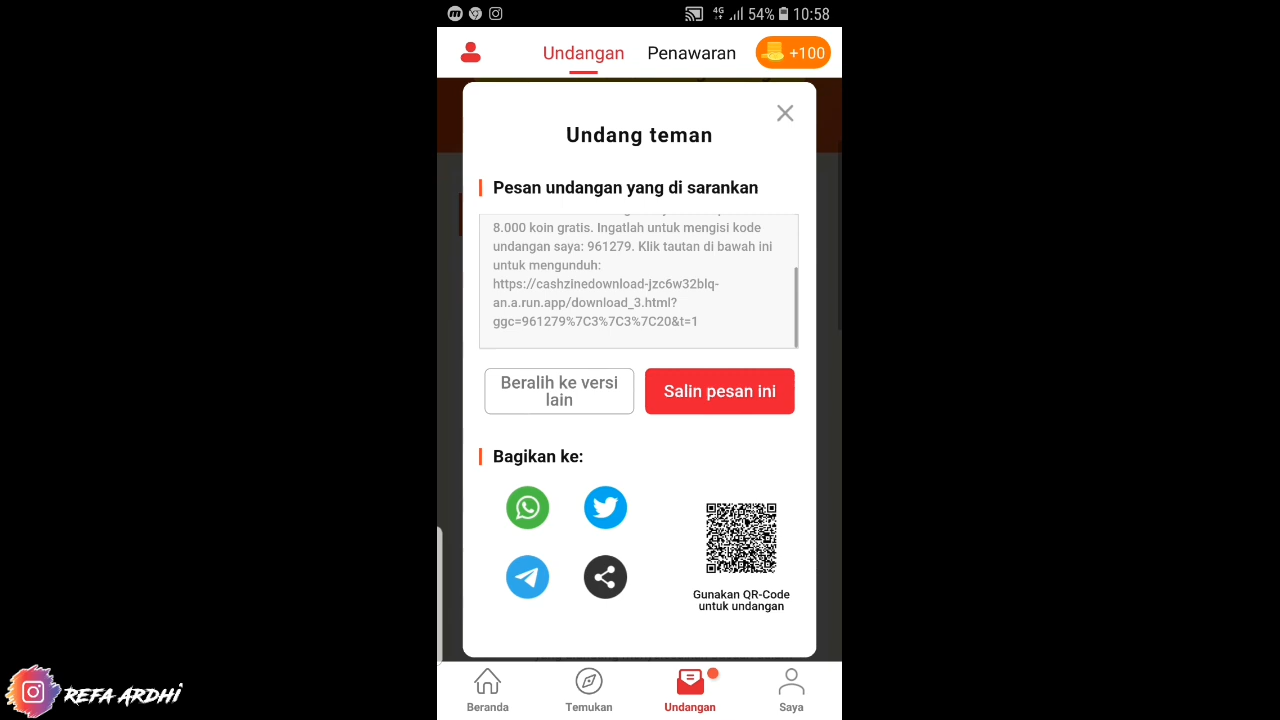 54% 10:58
4G
Undangan Penawaran +100
Undang teman
Pesan undangan yang di sarankan
8.000 koin gratis. Ingatlah untuk mengisi kode
undangan saya: 961279. Klik tautan di bawah ini
untuk mengunduh:
https://cashzinedownload-jzc6w32blq-
an.a.run.app/download_3.html?
ggc=961279%7C3%7C3%7C20&t=1
Beralih ke versi
lain
Salin pesan ini
Bagikan ke:
Gunakan QR-Code
untuk undangan
Beranda Temukan Undangan Saya
REFA ARDHI